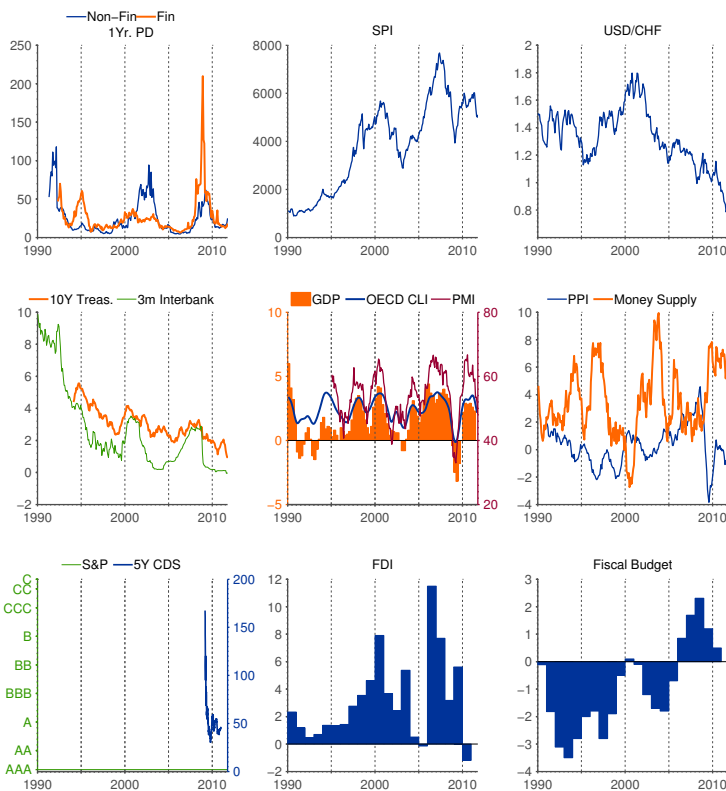 Non−Fin Fin
1Yr. PD
250
200
150
100
50
0
1990 2000 2010
SPI
8000
6000
4000
2000
0
1990 2000 2010
USD/CHF
2
1.8
1.6
1.4
1.2
1
0.8
1990 2000 2010
10Y Treas. 3m Interbank
10
8
6
4
2
0
−2
1990 2000 2010
GDP OECD CLI PMI
10
5
0
−5
80
60
40
20
1990 2000 2010
PPI Money Supply
10
8
6
4
2
0
−2
−4
1990 2000 2010
S&P 5Y CDS
C
CC
CCC
B
BB
BBB
A
AA
AAA
200
150
100
50
0
1990 2000 2010
FDI
12
10
8
6
4
2
0
−2
1990 2000 2010
Fiscal Budget
3
2
1
0
−1
−2
−3
−4
1990 2000 2010